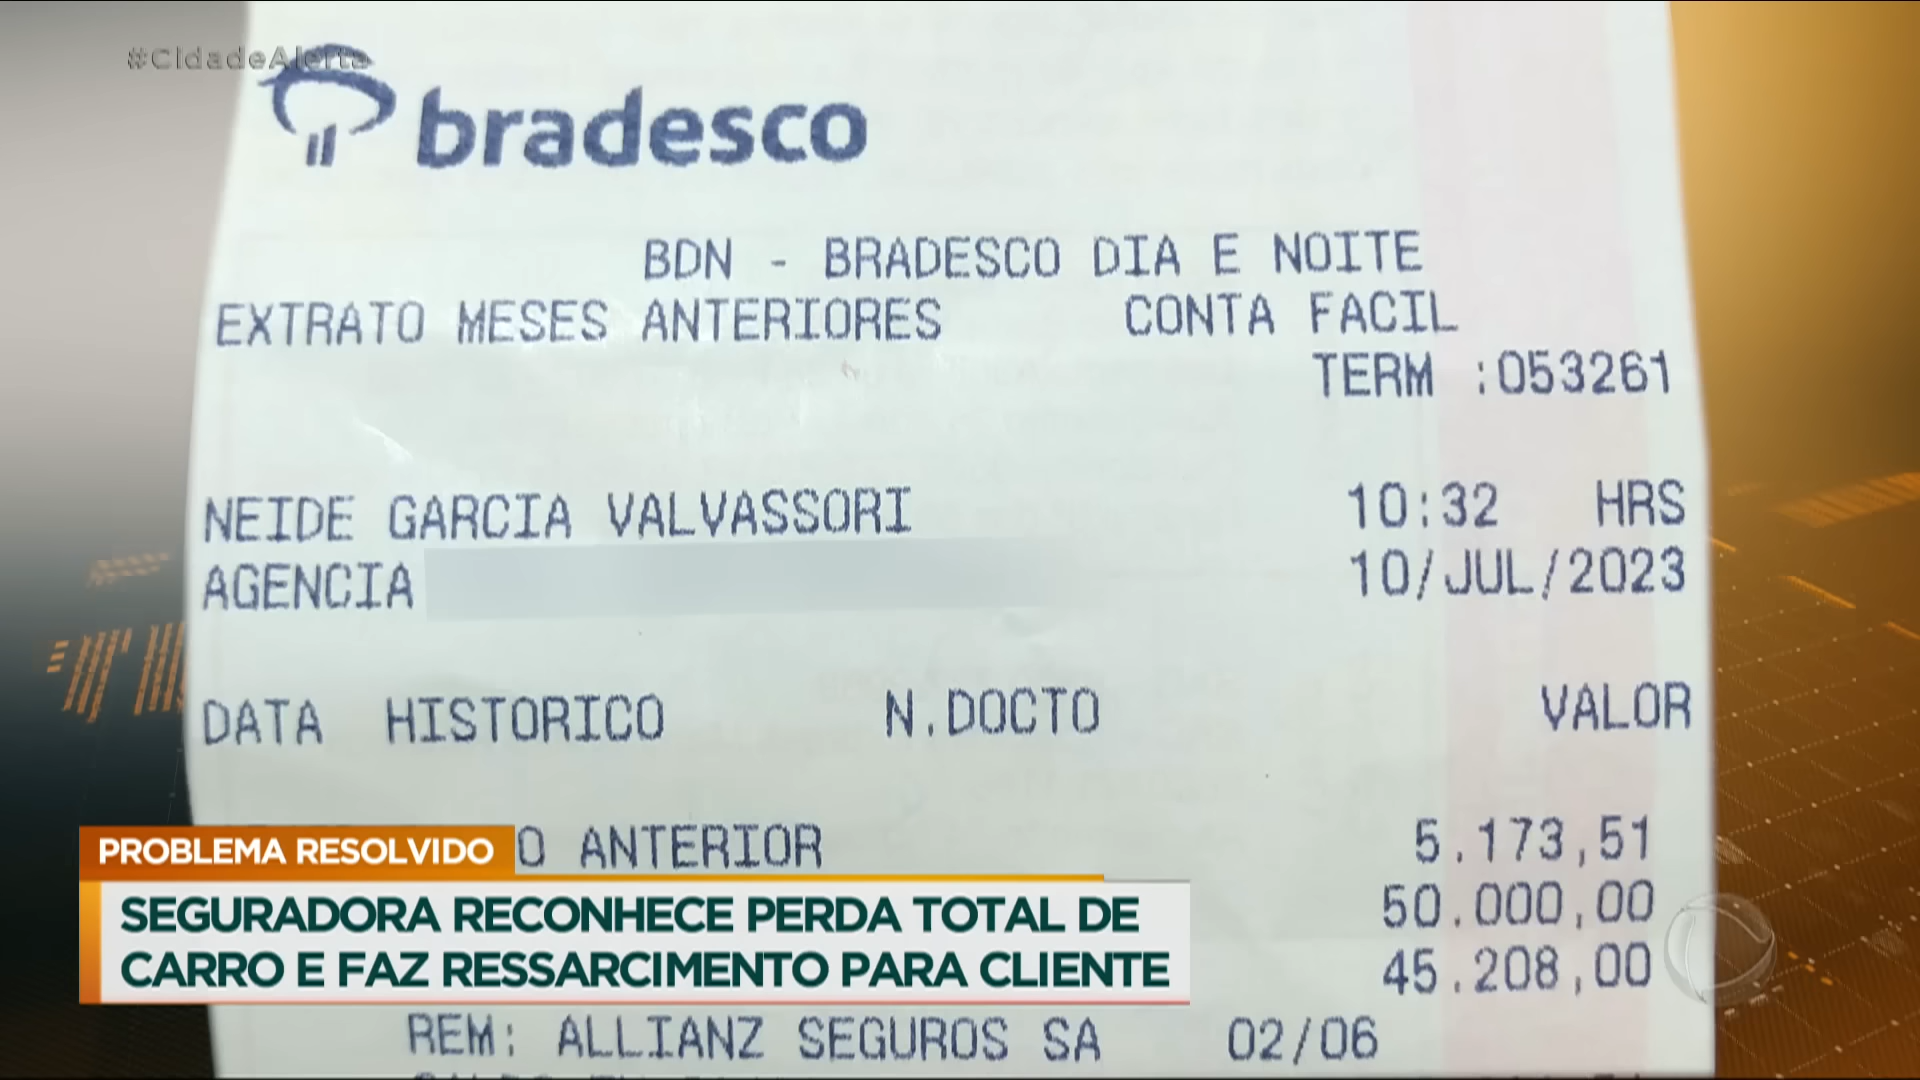 #CidadeAlerta
bradesco
BDN - BRADESCO DIA E NOITE
EXTRATO MESES ANTERIORES CONTA FACIL
TERM :053261
NEIDE GARCIA VALVASSORI 10:32 HRS
AGENCIA 10/JUL/2023
DATA HISTORICO N.DOCTO VALOR
PROBLEMA RESOLVIDO
O ANTERIOR 5.173,51
50.000,00
SEGURADORA RECONHECE PERDA TOTAL DE
CARRO E FAZ RESSARCIMENTO PARA CLIENTE
45.208,00
REM: ALLIANZ SEGUROS SA 02/06